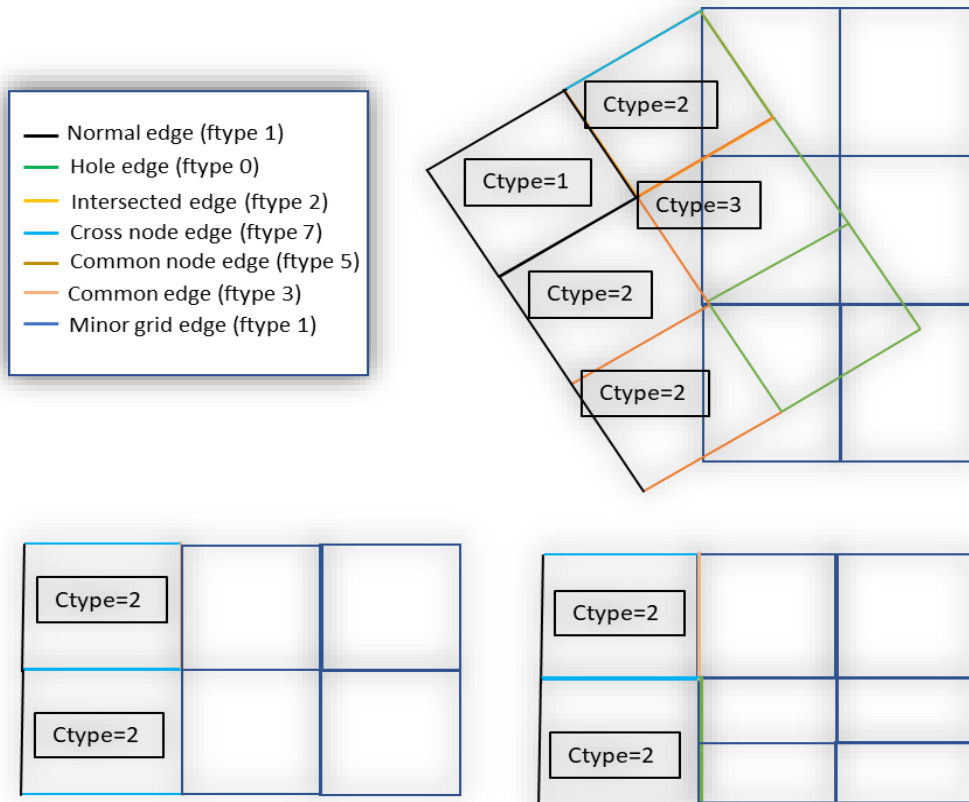 Normal edge (ftype 1)
Hole edge (ftype 0)
Intersected edge (ftype 2)
Cross node edge (ftype 7)
Common node edge (ftype 5)
Common edge (ftype 3)
Minor grid edge (ftype 1)
Ctype=2
Ctype=1
Ctype=3
Ctype=2
Ctype=2
Ctype=2
Ctype=2
Ctype=2
Ctype=2